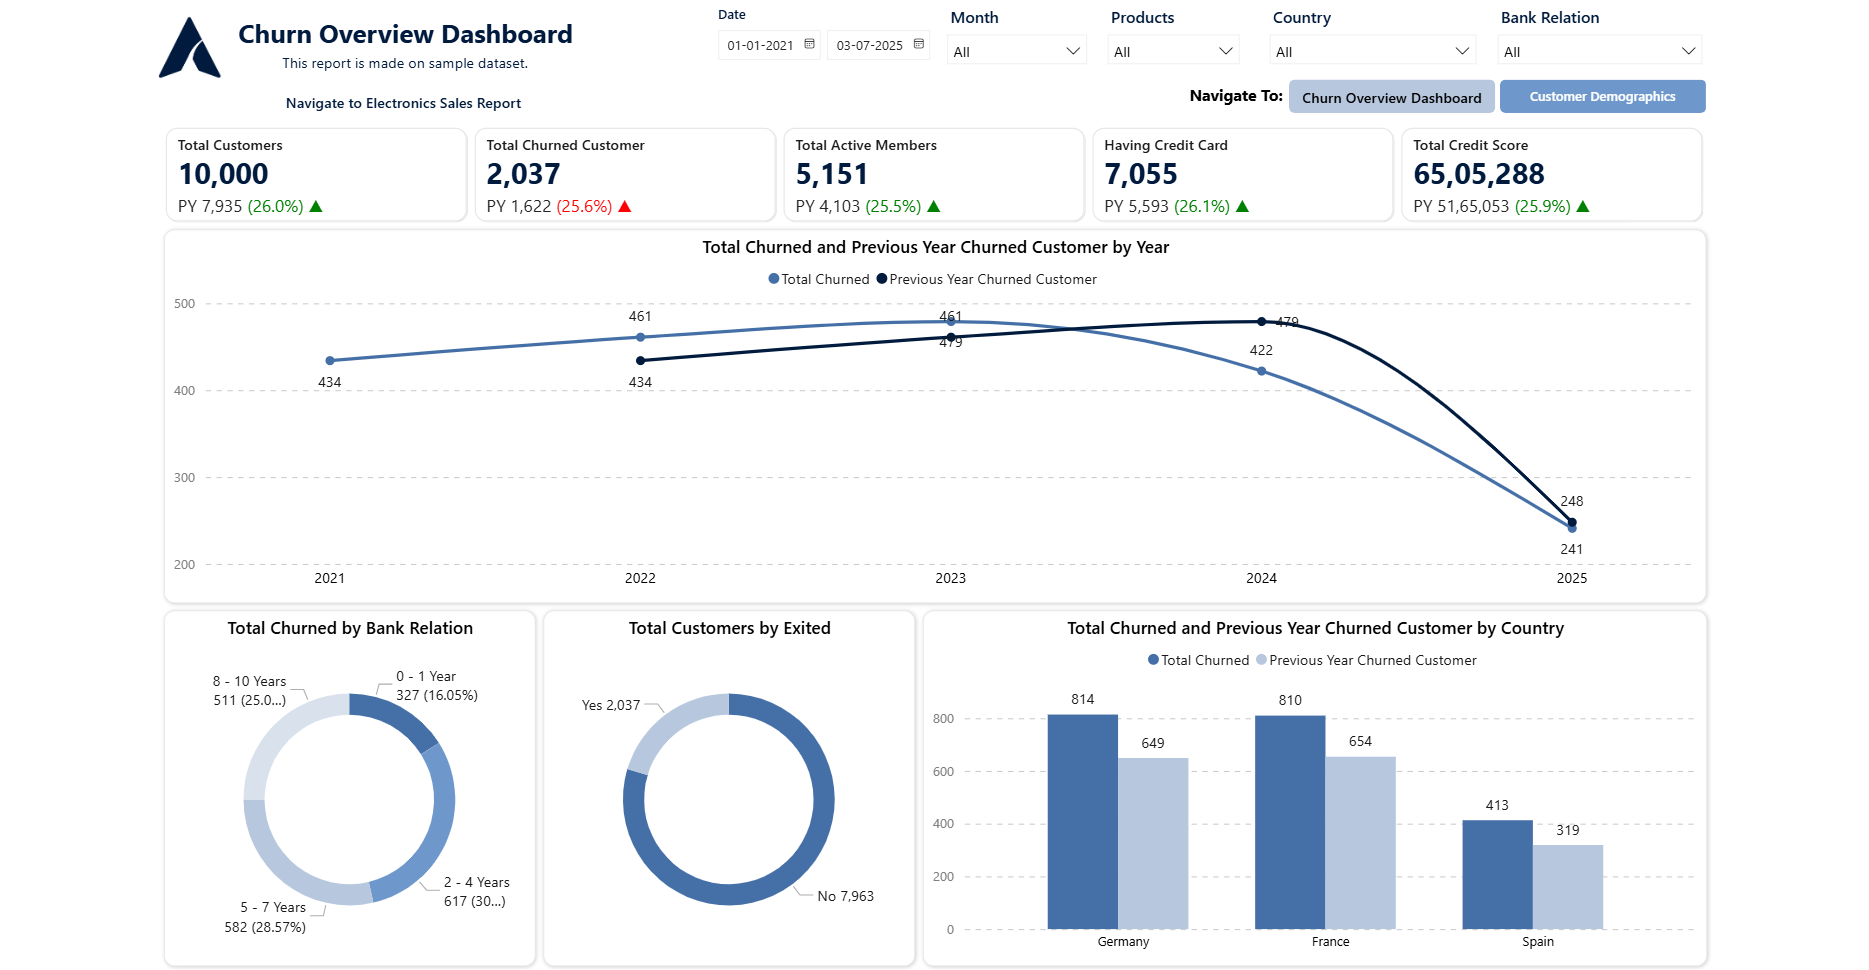 Churn Overview Dashboard
This report is made on sample dataset.
Navigate to Electronics Sales Report
Date
01-01-2021
03-07-2025
Month
All
Products
All
Country
All
Bank Relation
All
Navigate To:
Churn Overview Dashboard
Customer Demographics
Total Customers
10,000
PY 7,935 (26.0%) ▲
Total Churned Customer
2,037
PY 1,622 (25.6%) ▲
Total Active Members
5,151
PY 4,103 (25.5%) ▲
Having Credit Card
7,055
PY 5,593 (26.1%) ▲
Total Credit Score
65,05,288
PY 51,65,053 (25.9%) ▲
Total Churned and Previous Year Churned Customer by Year
Total Churned
Previous Year Churned Customer
500
400
300
200
434
461
434
461
479
479
422
248
241
2021
2022
2023
2024
2025
Total Churned by Bank Relation
0 - 1 Year
327 (16.05%)
2 - 4 Years
617 (30...)
5 - 7 Years
582 (28.57%)
8 - 10 Years
511 (25.0...)
Total Customers by Exited
Yes 2,037
No 7,963
Total Churned and Previous Year Churned Customer by Country
Total Churned
Previous Year Churned Customer
800
600
400
200
0
814
649
810
654
413
319
Germany
France
Spain